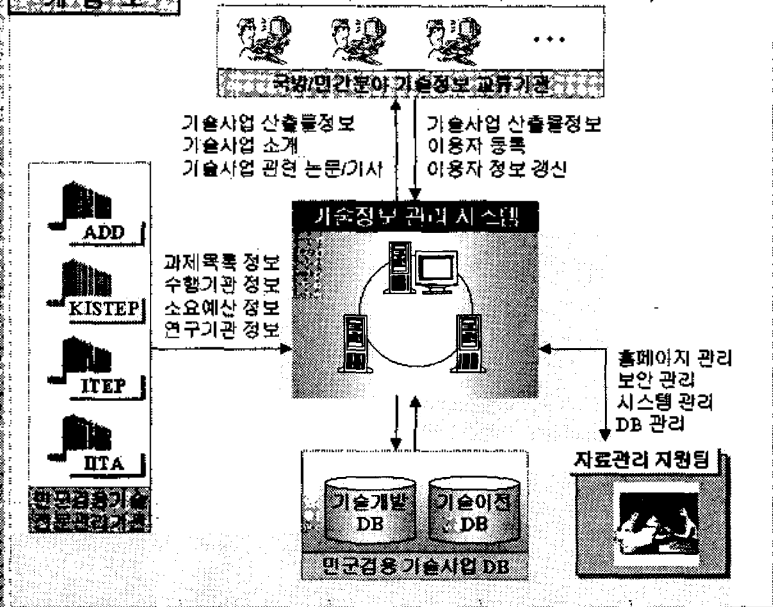 개 념 도
...
국방/민간분야 기술정보 교류기관
기술사업 산출물정보
기술사업 소개
기술사업 관련 논문/기사
기술사업 산출물정보
이용자 등록
이용자 정보 갱신
ADD
KISTEP
ITEP
IITA
민군겸용기술
전문관리기관
과제목록 정보
수행기관 정보
소요예산 정보
연구기관 정보
기술정보 관리 시스템
홈페이지 관리
보안 관리
시스템 관리
DB 관리
자료관리 지원팀
기술개발
DB
기술이전
DB
민군겸용 기술사업 DB